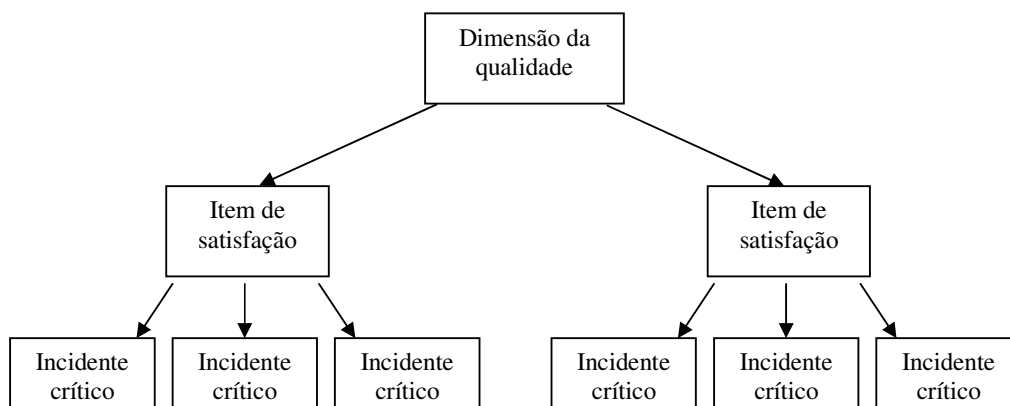 Dimensão da
qualidade
Item de
satisfação
Item de
satisfação
Incidente
crítico
Incidente
crítico
Incidente
crítico
Incidente
crítico
Incidente
crítico
Incidente
crítico